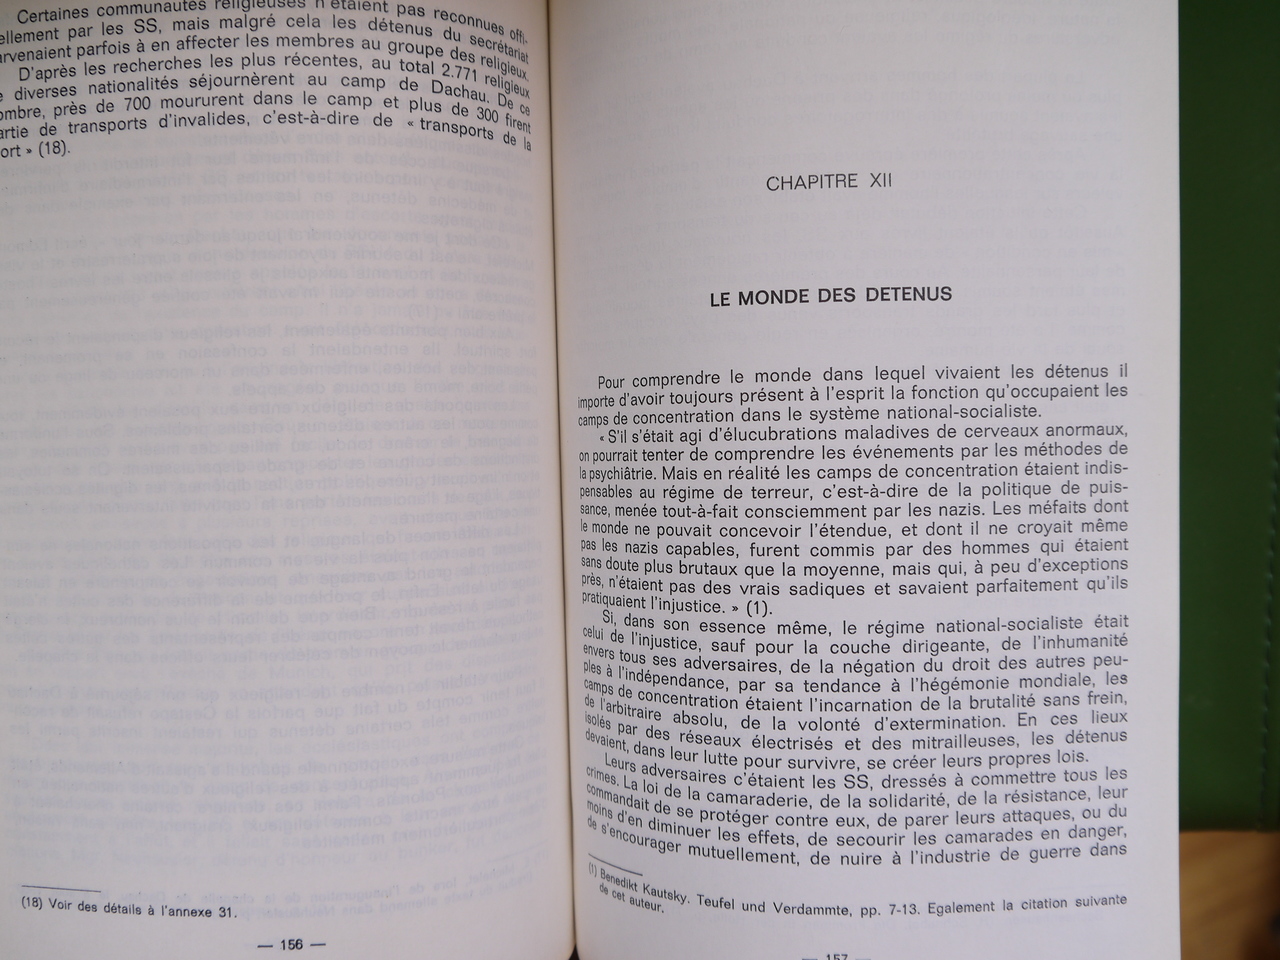 Certaines communautés religieuses n'étaient pas reconnues offi-
ellement par les SS, mais malgré cela les détenus du secrétariat
arvenaient parfois à en affecter les membres au groupe des religieux.
D'après les recherches les plus récentes, au total 2.771 religieux
e diverses nationalités séjournèrent au camp de Dachau. De ce
ombre, près de 700 moururent dans le camp et plus de 300 firent
artie de transports d'invalides, c'est-à-dire de « transports de la
ort » (18).
(18) Voir des détails à l'annexe 31.
— 156 —
CHAPITRE XII
LE MONDE DES DETENUS
Pour comprendre le monde dans lequel vivaient les détenus il
importe d'avoir toujours présent à l'esprit la fonction qu'occupaient les
camps de concentration dans le système national-socialiste.
« S'il s'était agi d'élucubrations maladives de cerveaux anormaux,
on pourrait tenter de comprendre les événements par les méthodes de
la psychiâtrie. Mais en réalité les camps de concentration étaient indis-
pensables au régime de terreur, c'est-à-dire de la politique de puis-
sance, menée tout-à-fait consciemment par les nazis. Les méfaits dont
le monde ne pouvait concevoir l'étendue, et dont il ne croyait même
pas les nazis capables, furent commis par des hommes qui étaient
sans doute plus brutaux que la moyenne, mais qui, à peu d'exceptions
près, n'étaient pas des vrais sadiques et savaient parfaitement qu'ils
pratiquaient l'injustice. » (1).
Si, dans son essence même, le régime national-socialiste était
celui de l'injustice, sauf pour la couche dirigeante, de l'inhumanité
envers tous ses adversaires, de la négation du droit des autres peu-
ples à l'indépendance, par sa tendance à l'hégémonie mondiale, les
camps de concentration étaient l'incarnation de la brutalité sans frein,
de l'arbitraire absolu, de la volonté d'extermination. En ces lieux
isolés par des réseaux électrisés et des mitrailleuses, les détenus
devaient, dans leur lutte pour survivre, se créer leurs propres lois.
Leurs adversaires c'étaient les SS, dressés à commettre tous les
crimes. La loi de la camaraderie, de la solidarité, de la résistance, leur
commandait de se protéger contre eux, de parer leurs attaques, ou du
moins d'en diminuer les effets, de secourir les camarades en danger,
de s'encourager mutuellement, de nuire à l'industrie de guerre dans
(1) Benedikt Kautsky. Teufel und Verdammte, pp. 7-13. Egalement la citation suivante
de cet auteur.
— 157 —